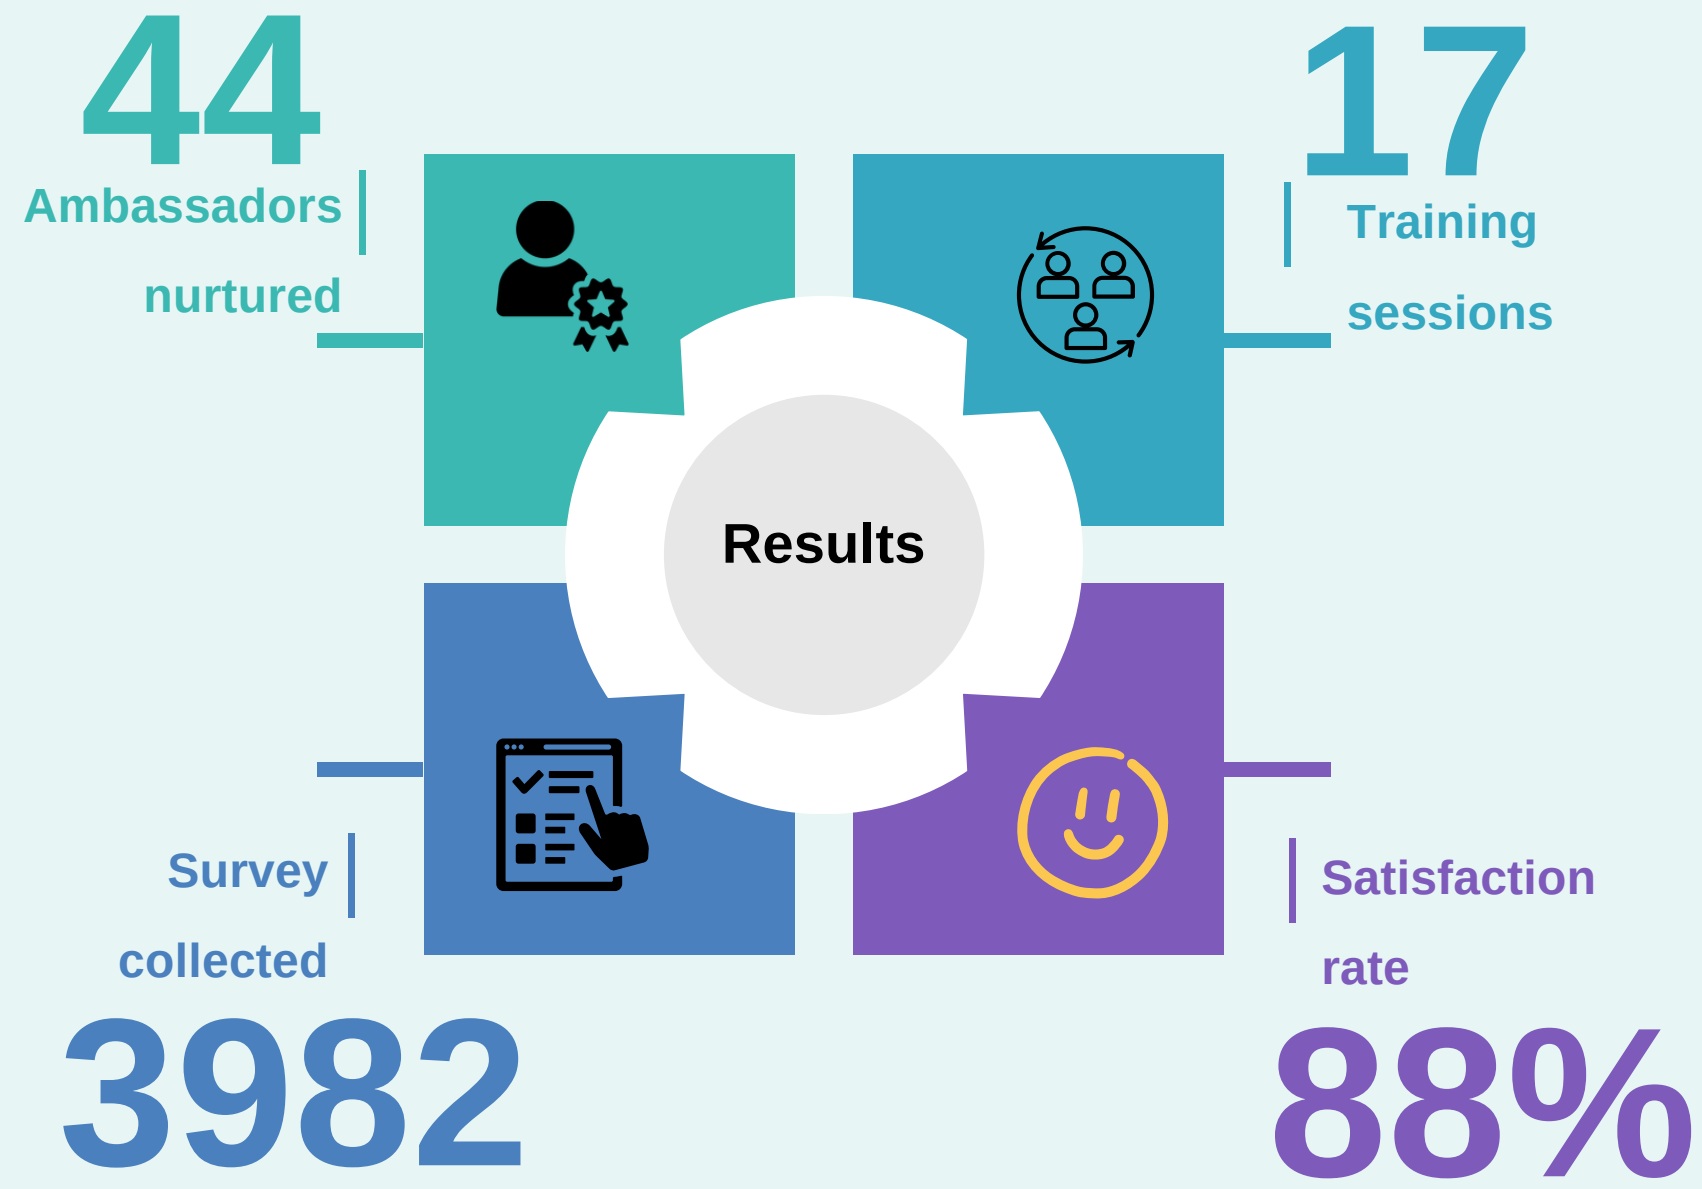 44
Ambassadors
nurtured
17
Training
sessions
Results
Survey
collected
3982
Satisfaction
rate
88%